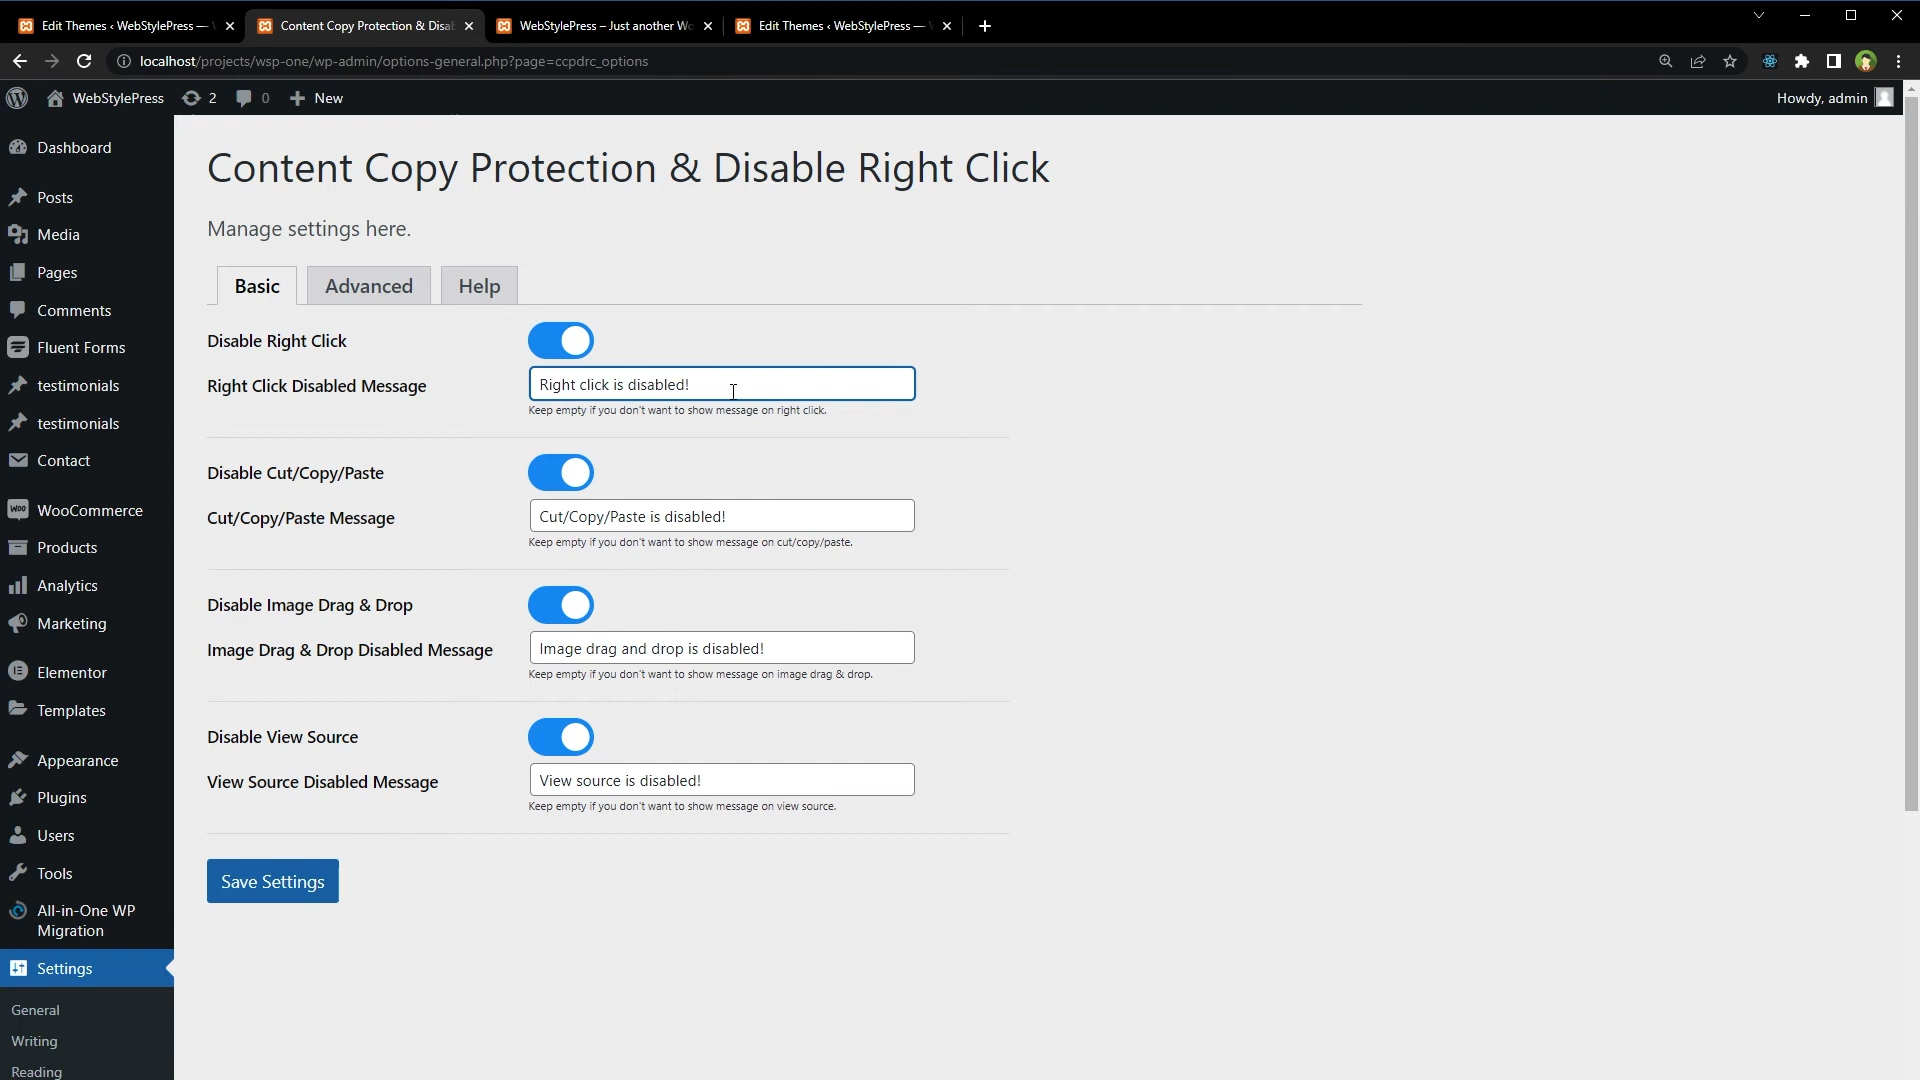 Edit Themes ‹ WebStylePress —
Content Copy Protection & Disa
WebStylePress – Just another Wo
Edit Themes ‹ WebStylePress —
localhost/projects/wsp-one/wp-admin/options-general.php?page=ccpdrc_options
WebStylePress
2
0
New
Howdy, admin
Dashboard
Posts
Media
Pages
Comments
Fluent Forms
testimonials
testimonials
Contact
Woo
WooCommerce
Products
Analytics
Marketing
Elementor
Templates
Appearance
Plugins
Users
Tools
All-in-One WP
Migration
Settings
General
Writing
Reading
Content Copy Protection & Disable Right Click
Manage settings here.
Basic
Advanced
Help
Disable Right Click
Right Click Disabled Message
Right click is disabled!
Keep empty if you don't want to show message on right click.
Disable Cut/Copy/Paste
Cut/Copy/Paste Message
Cut/Copy/Paste is disabled!
Keep empty if you don't want to show message on cut/copy/paste.
Disable Image Drag & Drop
Image Drag & Drop Disabled Message
Image drag and drop is disabled!
Keep empty if you don't want to show message on image drag & drop.
Disable View Source
View Source Disabled Message
View source is disabled!
Keep empty if you don't want to show message on view source.
Save Settings